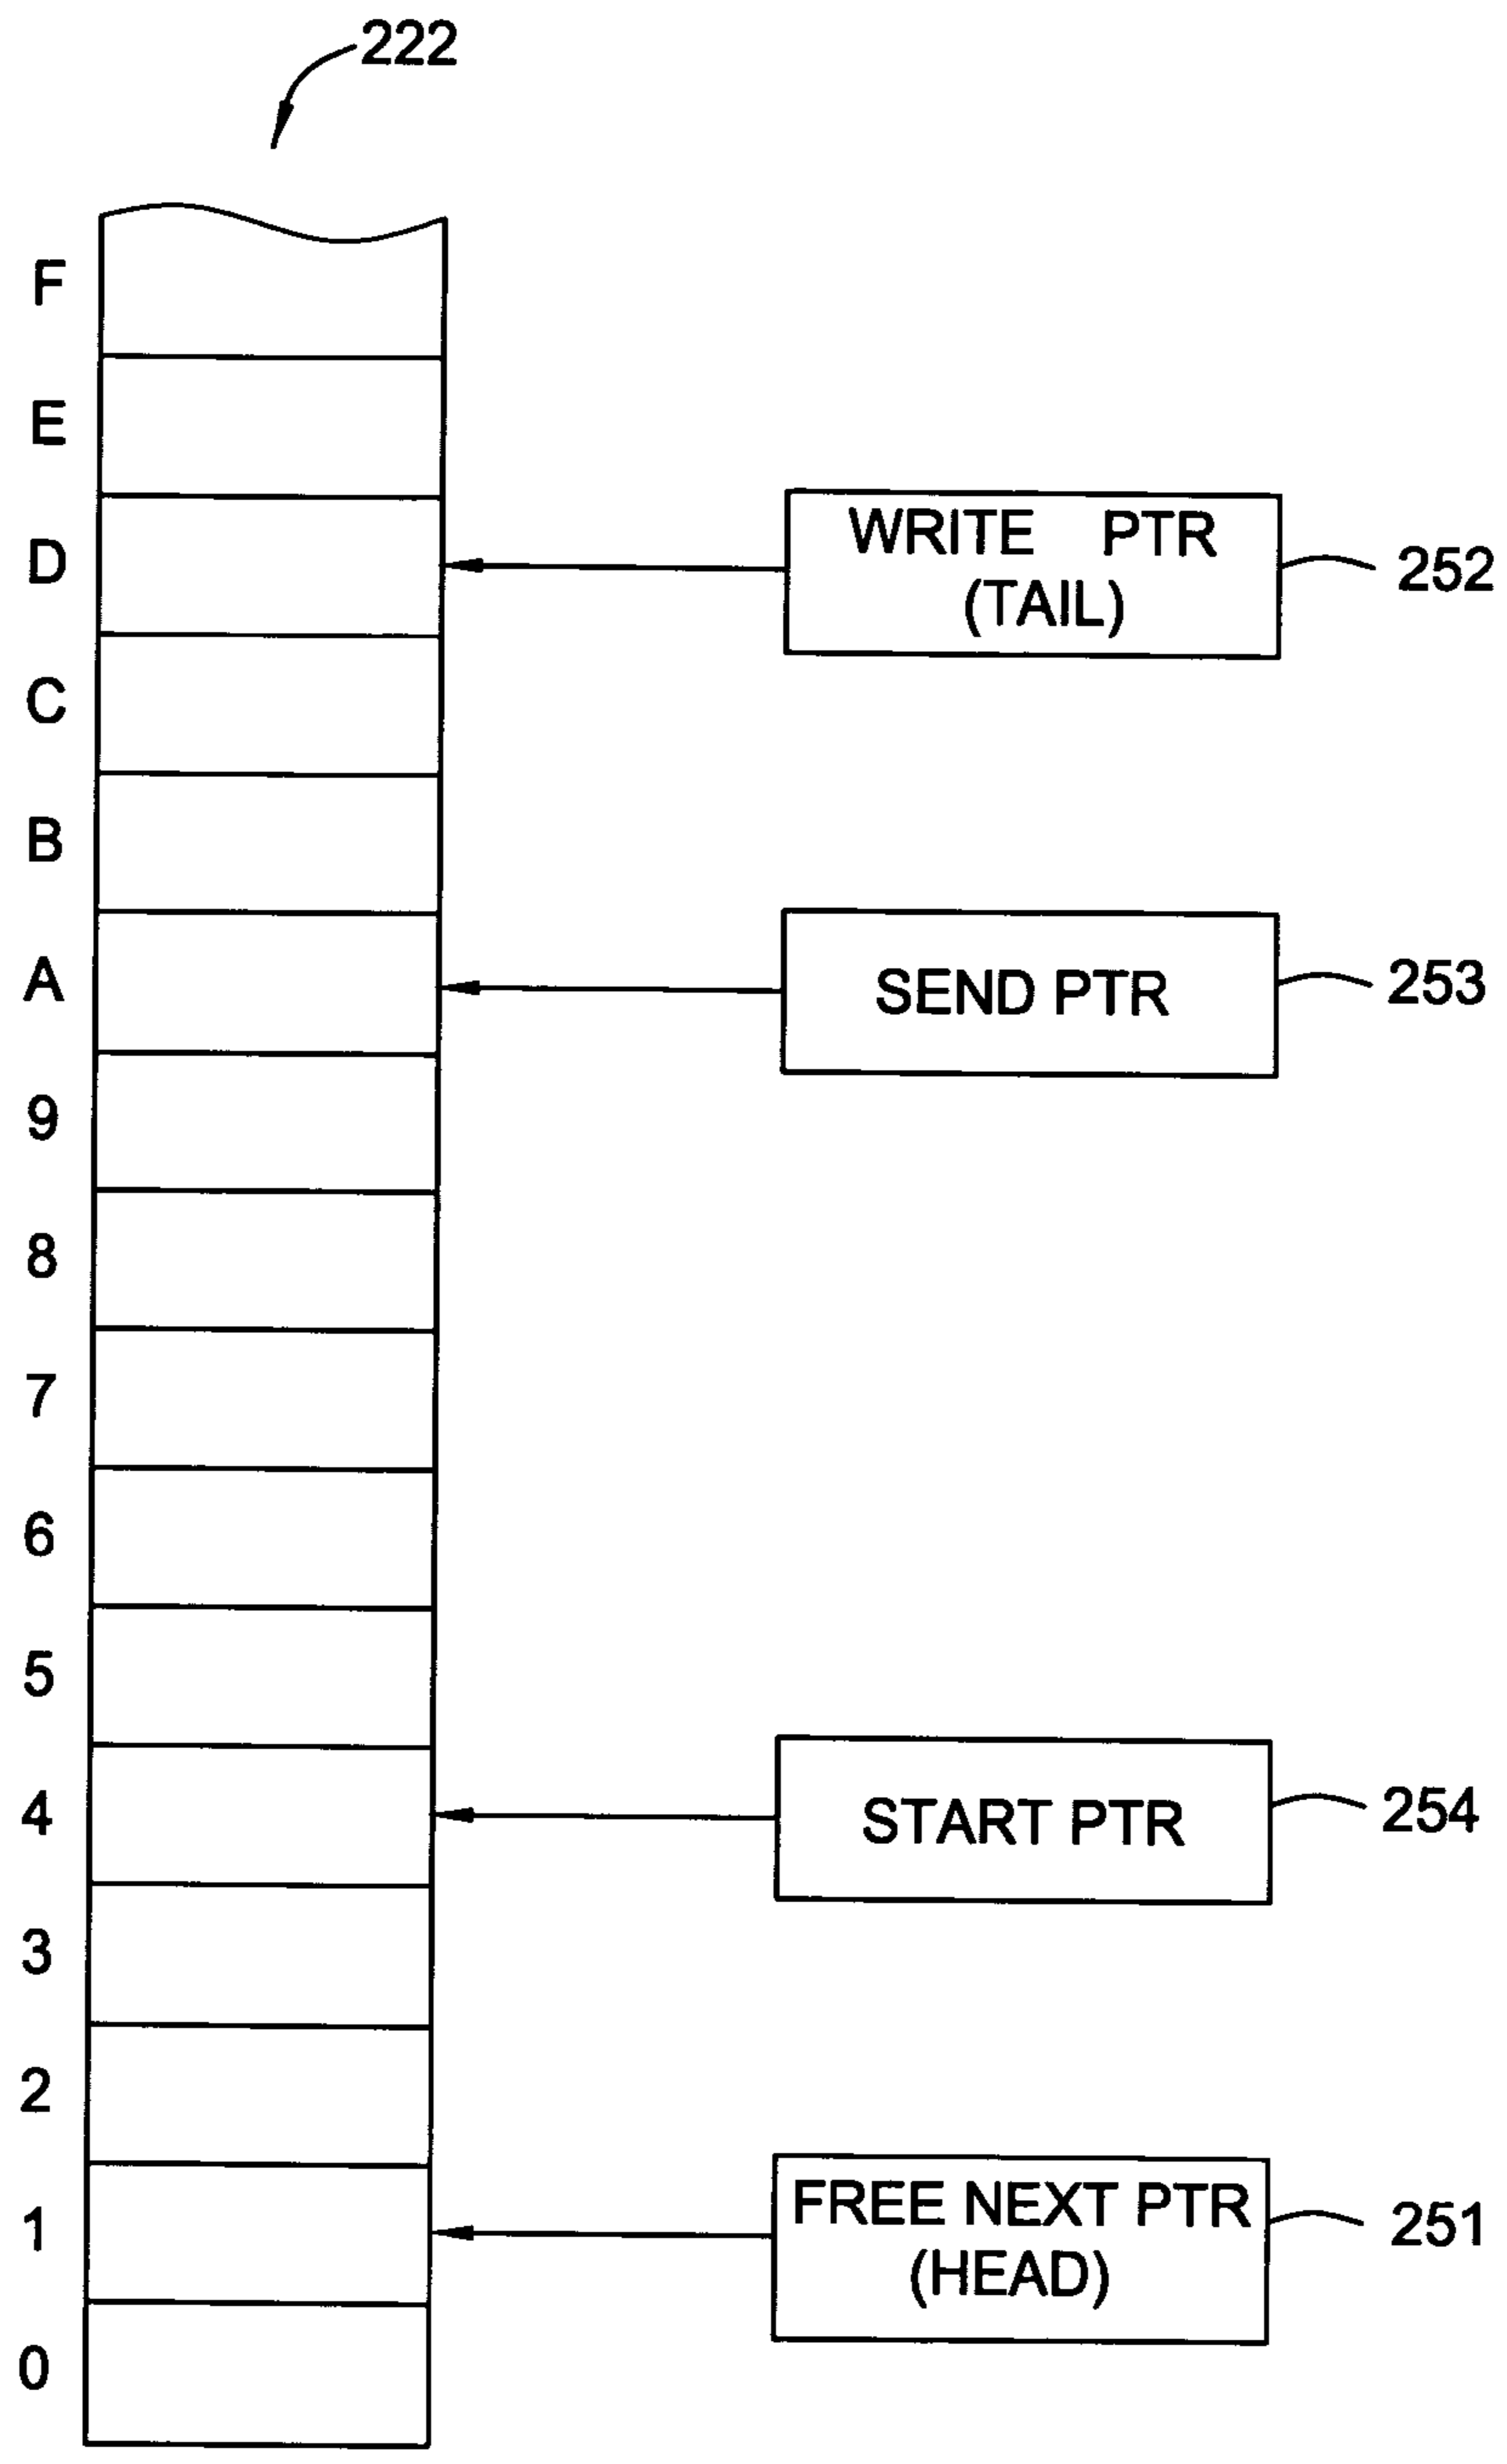 222
F
E
D
WRITE PTR
(TAIL)
252
C
B
A
SEND PTR
253
9
8
7
6
5
4
START PTR
254
3
2
1
FREE NEXT PTR
(HEAD)
251
0